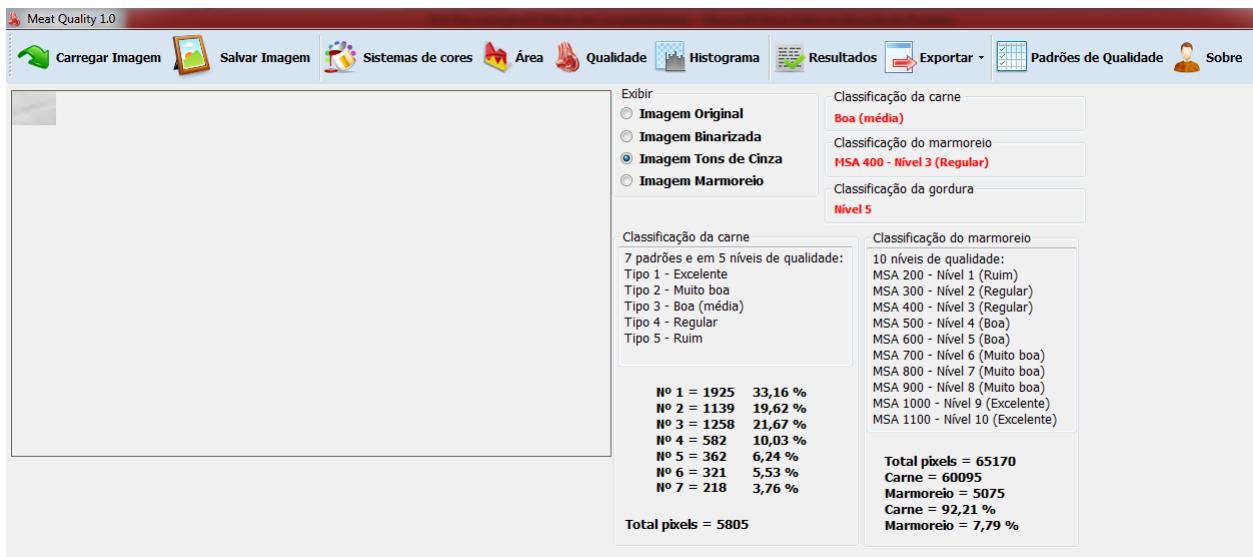 Meat Quality 1.0
Carregar Imagem Salvar Imagem Sistemas de cores Área Qualidade Histograma Resultados Exportar Padrões de Qualidade Sobre
Exibir
Imagem Original
Imagem Binarizada
Imagem Tons de Cinza
Imagem Marmoreio
Classificação da carne
Boa (média)
Classificação do marmoreio
MSA 400 - Nível 3 (Regular)
Classificação da gordura
Nível 5
Classificação da carne
7 padrões e em 5 níveis de qualidade:
Tipo 1 - Excelente
Tipo 2 - Muito boa
Tipo 3 - Boa (média)
Tipo 4 - Regular
Tipo 5 - Ruim
Nº 1 = 1925 33,16 %
Nº 2 = 1139 19,62 %
Nº 3 = 1258 21,67 %
Nº 4 = 582 10,03 %
Nº 5 = 362 6,24 %
Nº 6 = 321 5,53 %
Nº 7 = 218 3,76 %
Total pixels = 5805
Classificação do marmoreio
10 níveis de qualidade:
MSA 200 - Nível 1 (Ruim)
MSA 300 - Nível 2 (Regular)
MSA 400 - Nível 3 (Regular)
MSA 500 - Nível 4 (Boa)
MSA 600 - Nível 5 (Boa)
MSA 700 - Nível 6 (Muito boa)
MSA 800 - Nível 7 (Muito boa)
MSA 900 - Nível 8 (Muito boa)
MSA 1000 - Nível 9 (Excelente)
MSA 1100 - Nível 10 (Excelente)
Total pixels = 65170
Carne = 60095
Marmoreio = 5075
Carne = 92,21 %
Marmoreio = 7,79 %